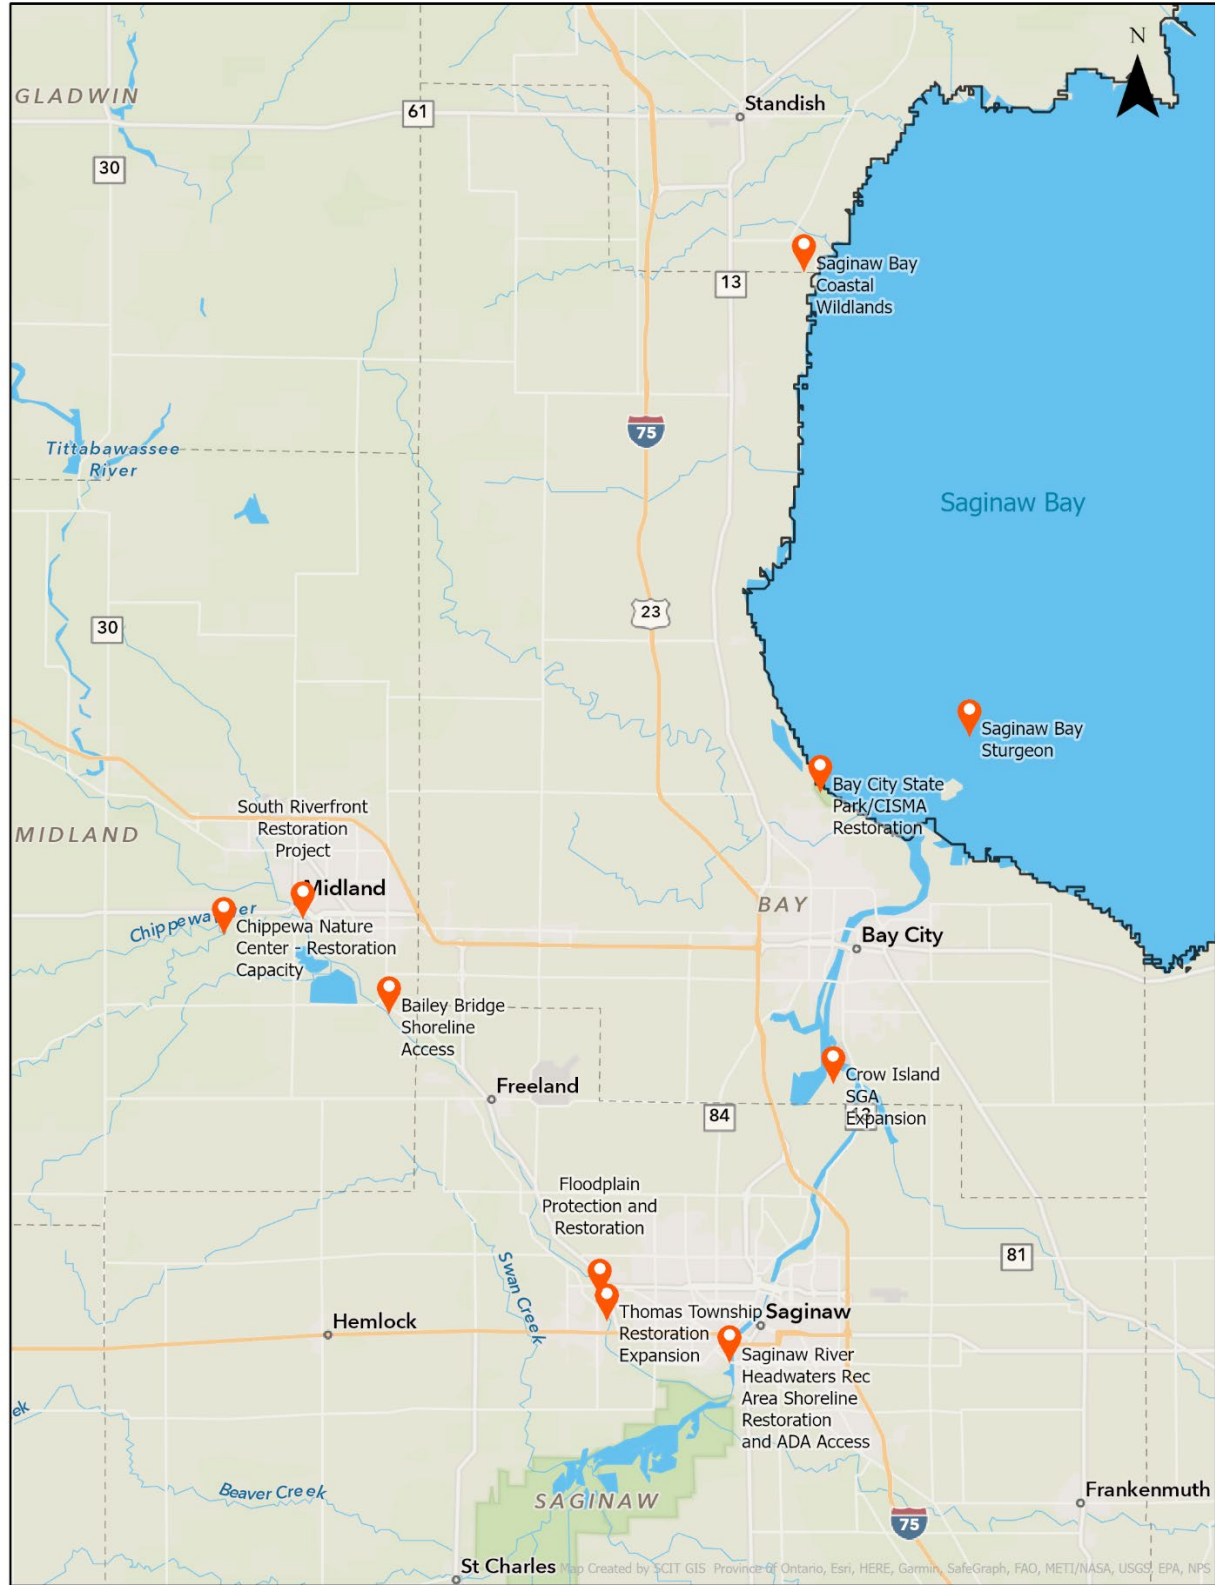 N
GLADWIN
Standish
61
30
Saginaw Bay
Coastal
Wildlands
13
75
Tittabawassee
River
Saginaw Bay
23
30
Saginaw Bay
Sturgeon
Bay City State
Park/CISMA
Restoration
South Riverfront
Restoration
Project
MIDLAND
Midland
BAY
Chippewa
er
Chippewa Nature
Center - Restoration
Capacity
Bay City
Bailey Bridge
Shoreline
Access
Crow Island
SGA
Expansion
Freeland
84
13
Floodplain
Protection and
Restoration
Swan Creek
81
Thomas Township
Restoration
Expansion
Saginaw
Hemlock
Saginaw River
Headwaters Rec
Area Shoreline
Restoration
and ADA Access
ek
Beaver Creek
SAGINAW
Frankenmuth
75
St Charles
Map Created by SCIT GIS Province of Ontario, Esri, HERE, Garmin, SafeGraph, FAO, METI/NASA, USGS, EPA, NPS